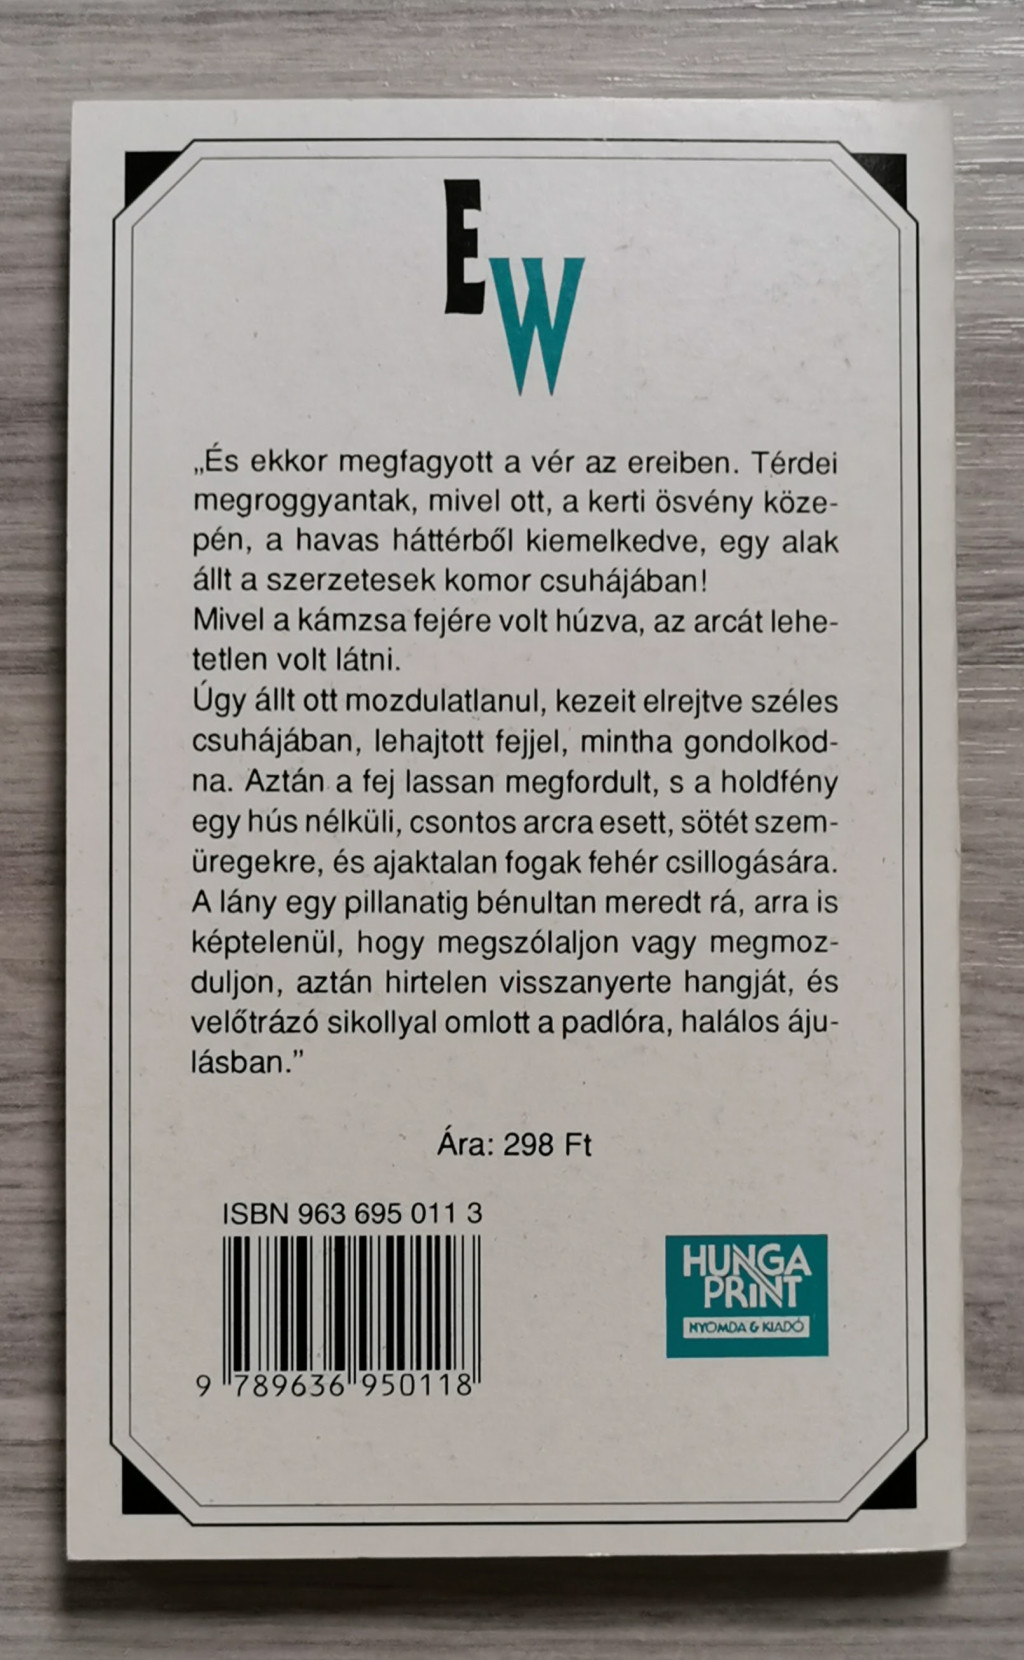 E
W
„És ekkor megfagyott a vér az ereiben. Térdei
megroggyantak, mivel ott, a kerti ösvény köze-
pén, a havas háttérből kiemelkedve, egy alak
állt a szerzetesek komor csuhájában!
Mivel a kámzsa fejére volt húzva, az arcát lehe-
tetlen volt látni.
Úgy állt ott mozdulatlanul, kezeit elrejtve széles
csuhájában, lehajtott fejjel, mintha gondolkod-
na. Aztán a fej lassan megfordult, s a holdfény
egy hús nélküli, csontos arcra esett, sötét szem-
üregekre, és ajaktalan fogak fehér csillogására.
A lány egy pillanatig bénultan meredt rá, arra is
képtelenül, hogy megszólaljon vagy megmoz-
duljon, aztán hirtelen visszanyerte hangját, és
velőtrázó sikollyal omlott a padlóra, halálos áju-
lásban.”
Ára: 298 Ft
ISBN 963 695 011 3
9 789636 950118
HUNGA
PRINT
NYOMDA & KIADÓ